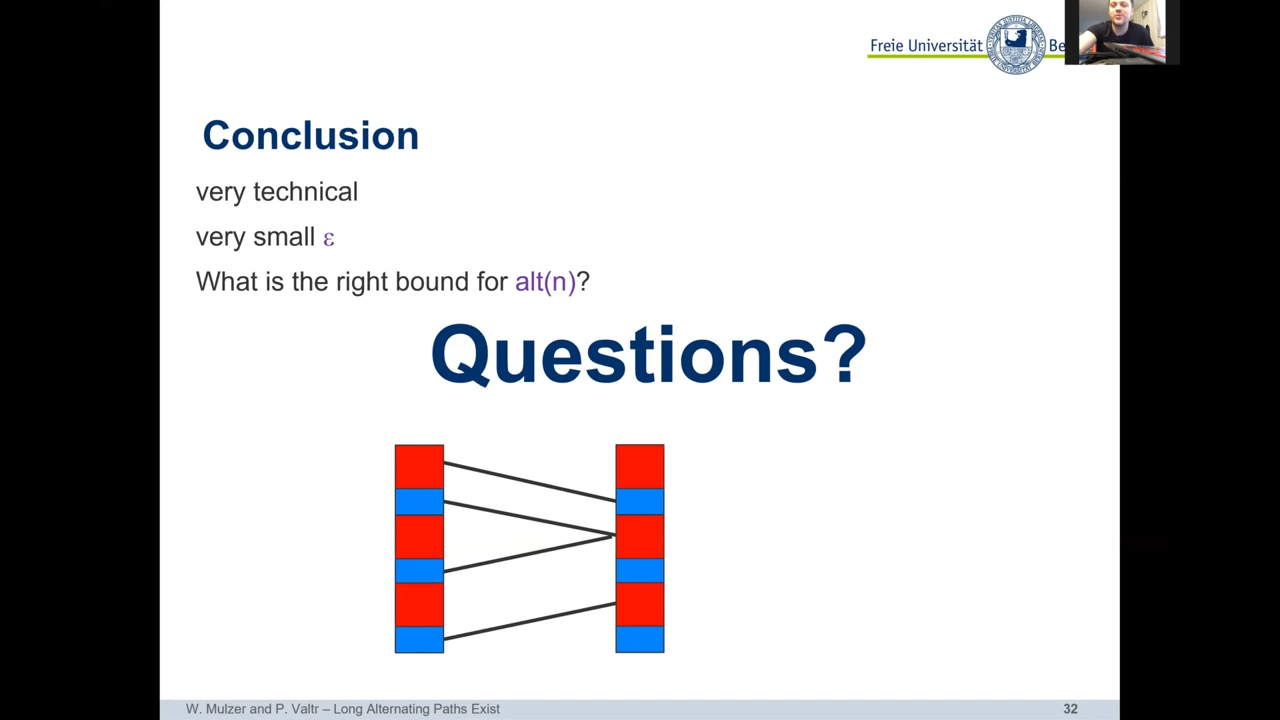 Freie Universität Be
Conclusion
very technical
very small ε
What is the right bound for alt(n)?
Questions?
W. Mulzer and P. Valtr – Long Alternating Paths Exist
32